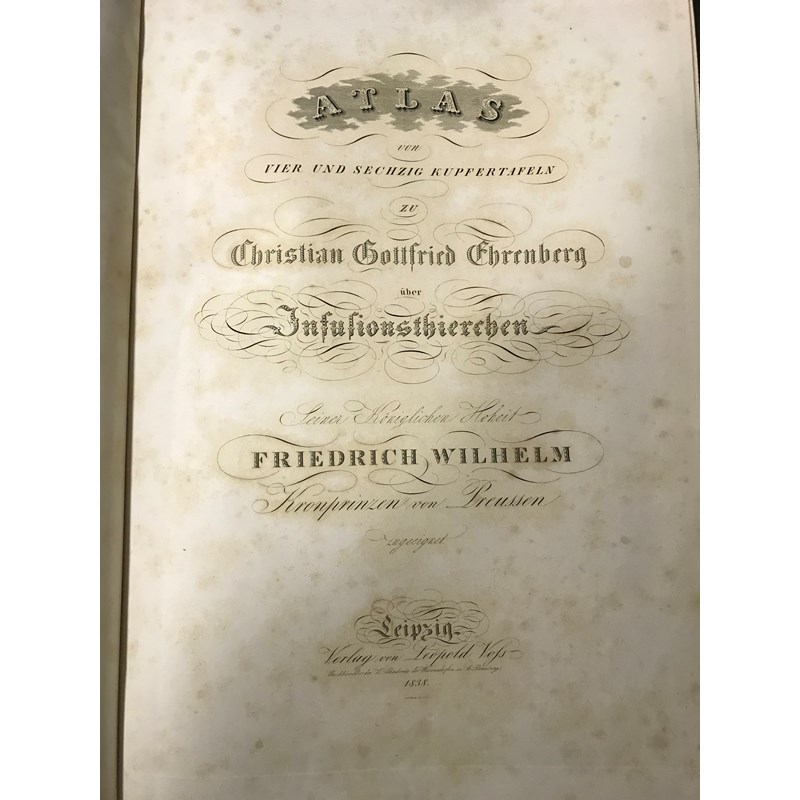 ATLAS
von
VIER UND SECHZIG KUPFERTAFELN
ZU
Christian Gottfried Ehrenberg
über
Infusionsthierchen
Seiner Königlichen Hoheit
FRIEDRICH WILHELM
Kronprinzen von Preussen
zugeeignet.
Leipzig.
Verlag von Leopold Voss
1838.